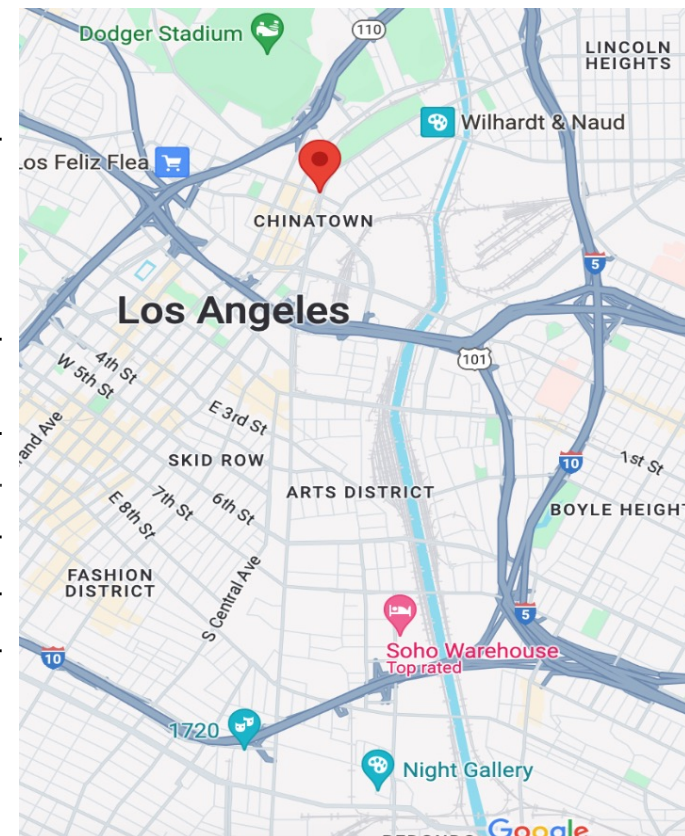 Dodger Stadium
110
LINCOLN
HEIGHTS
Wilhardt & Naud
Los Feliz Flea
CHINATOWN
5
Los Angeles
101
4th St
W 5th St
E 3rd St
rand Ave
SKID ROW
10
1st St
7th St
6th St
ARTS DISTRICT
E 8th St
BOYLE HEIGHT
FASHION
DISTRICT
S Central Ave
5
Soho Warehouse
Top rated
10
1720
Night Gallery
Google